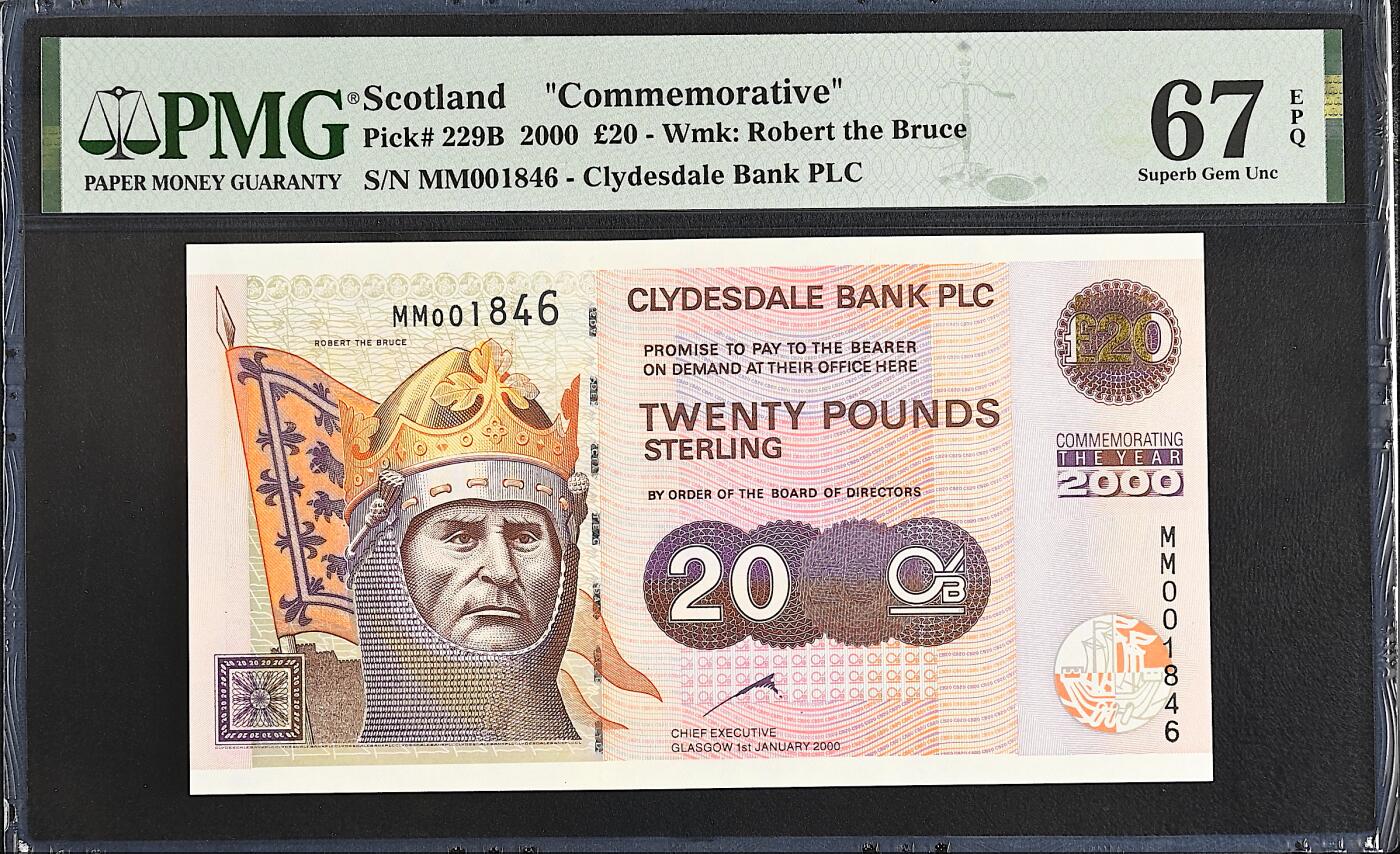 PMG®
PAPER MONEY GUARANTY
Scotland "Commemorative"
Pick# 229B 2000 £20 - Wmk: Robert the Bruce
S/N MM001846 - Clydesdale Bank PLC
67
EPQ
Superb Gem Unc
MM001846
ROBERT THE BRUCE
CLYDESDALE BANK PLC
PROMISE TO PAY TO THE BEARER
ON DEMAND AT THEIR OFFICE HERE
TWENTY POUNDS
STERLING
BY ORDER OF THE BOARD OF DIRECTORS
20
CB
CHIEF EXECUTIVE
GLASGOW 1st JANUARY 2000
£20
COMMEMORATING
THE YEAR
2000
MM001846